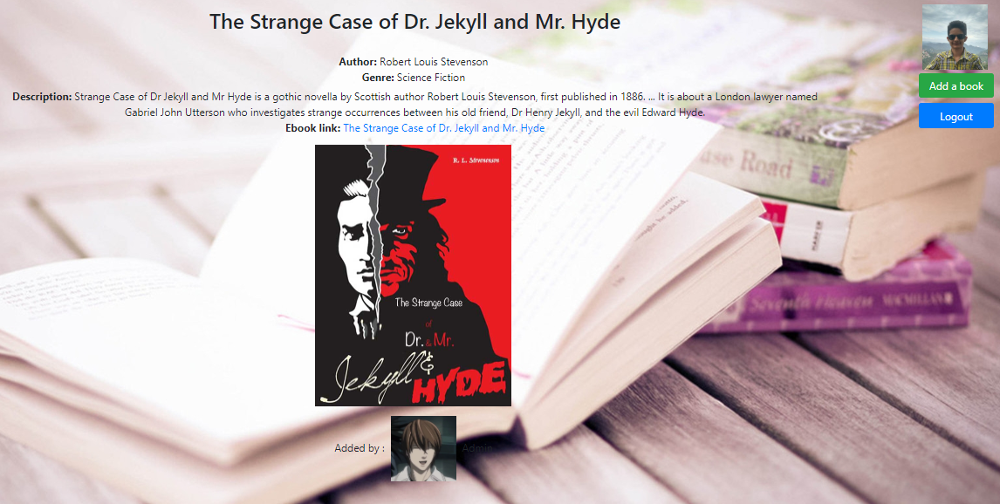 The Strange Case of Dr. Jekyll and Mr. Hyde
Author: Robert Louis Stevenson
Genre: Science Fiction
Description: Strange Case of Dr Jekyll and Mr Hyde is a gothic novella by Scottish author Robert Louis Stevenson, first published in 1886. ... It is about a London lawyer named
Gabriel John Utterson who investigates strange occurrences between his old friend, Dr Henry Jekyll, and the evil Edward Hyde.
Ebook link: The Strange Case of Dr. Jekyll and Mr. Hyde
Add a book
Logout
R. L. Stevenson
The Strange Case
of
Dr. & Mr.
Jekyll &
HYDE
Added by : Admin
Road
Seventh Heaven MACMILLAN